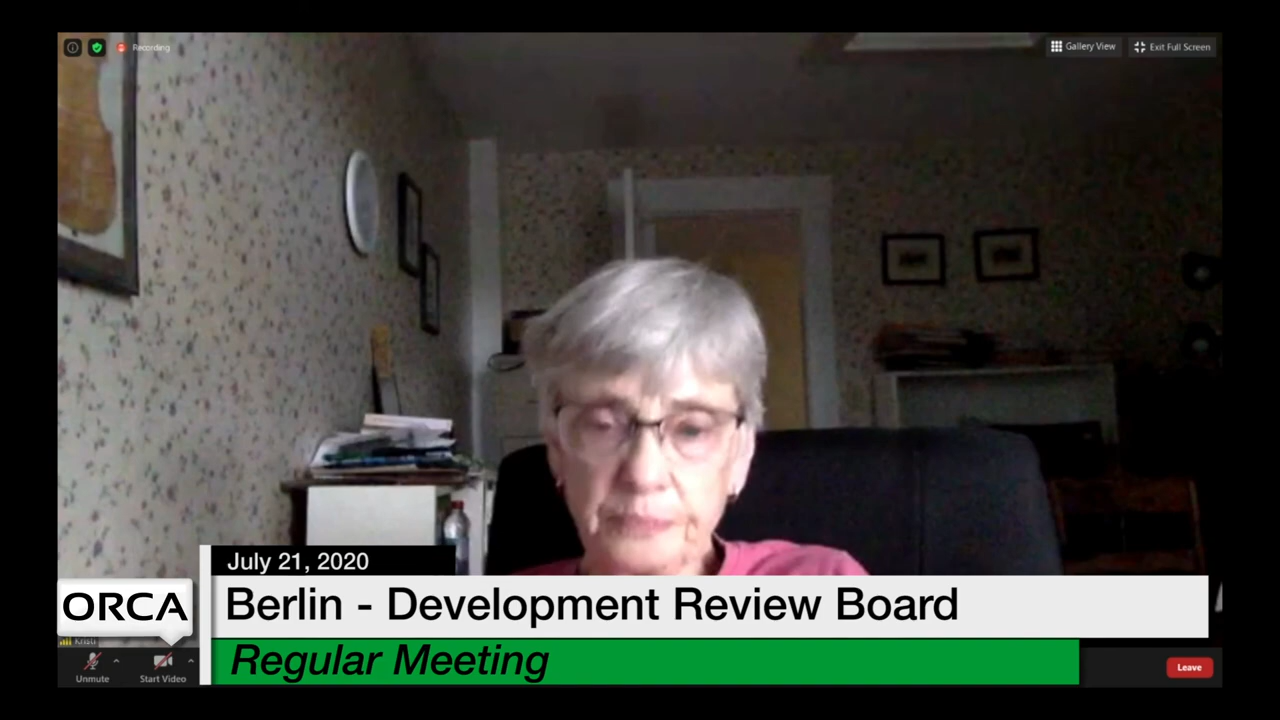 Recording
Gallery View
Exit Full Screen
July 21, 2020
ORCA
Berlin - Development Review Board
Kristi
Regular Meeting
Unmute
Start Video
Leave